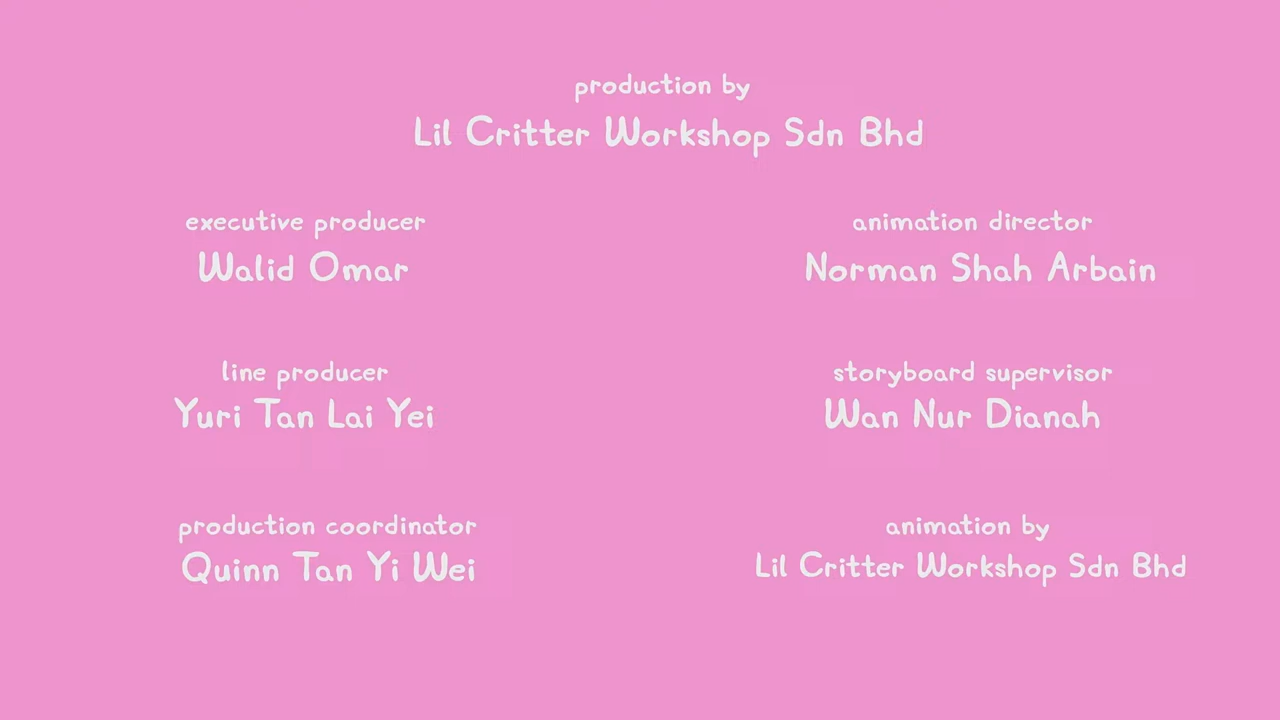 production by
Lil Critter Workshop Sdn Bhd
executive producer
Walid Omar
animation director
Norman Shah Arbain
line producer
Yuri Tan Lai Yei
storyboard supervisor
Wan Nur Dianah
production coordinator
Quinn Tan Yi Wei
animation by
Lil Critter Workshop Sdn Bhd